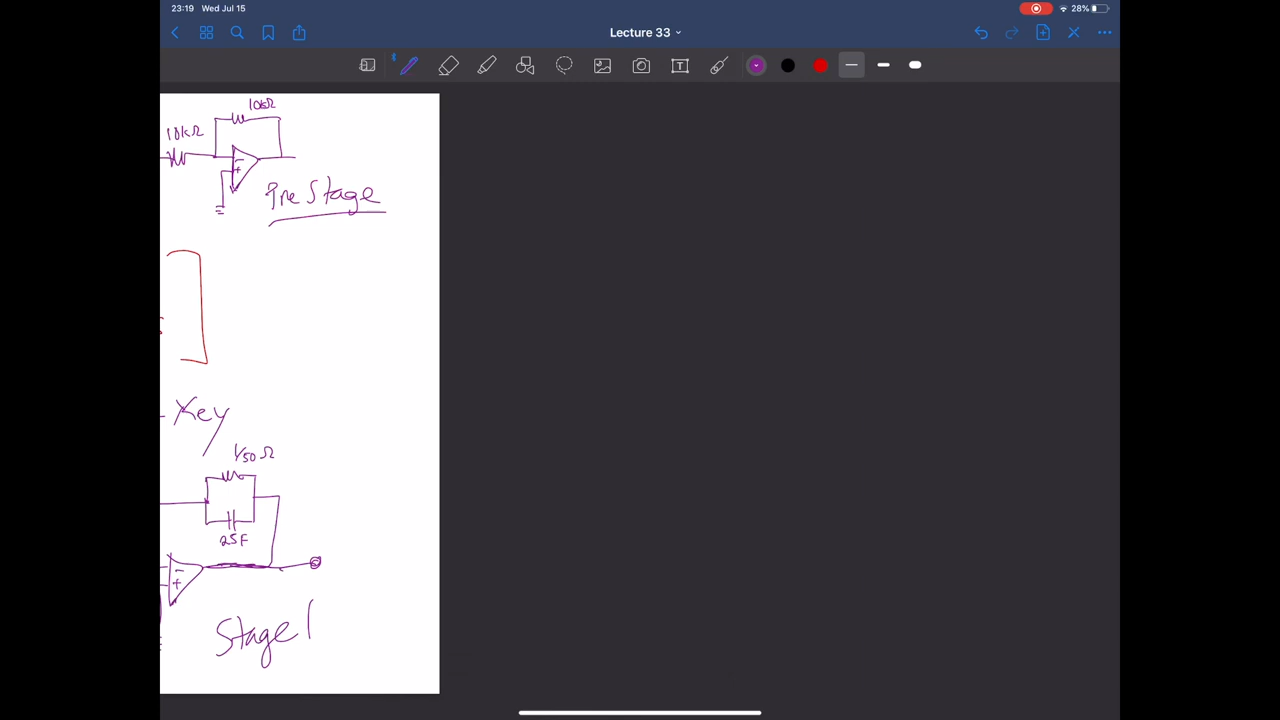 23:19 Wed Jul 15
28%
Lecture 33
10kΩ
10kΩ
-
+
Pre Stage
Key
1/50 Ω
25F
-
+
Stage 1